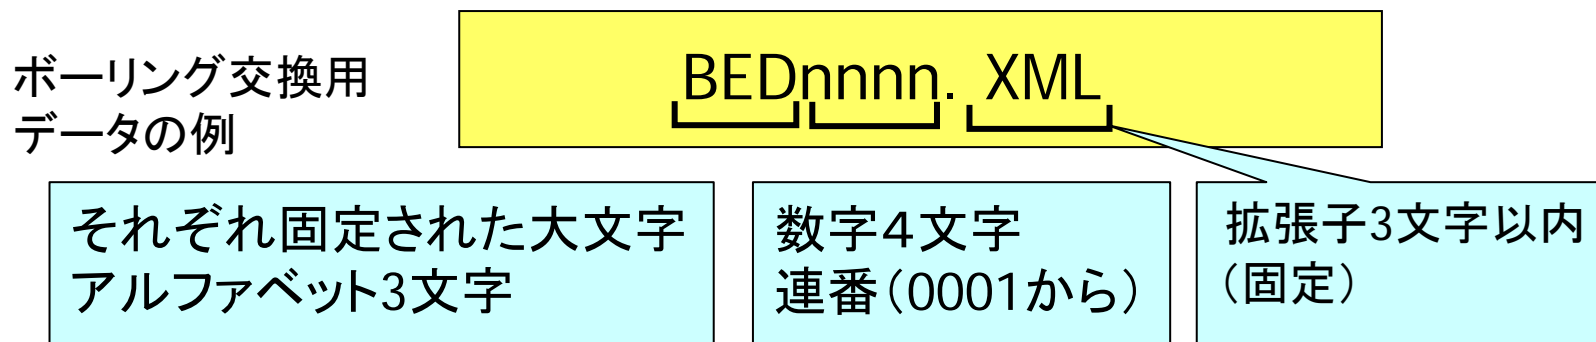 ボーリング交換用
データの例
BEDnnnn. XML
それぞれ固定された大文字
アルファベット3文字
数字4文字
連番(0001から)
拡張子3文字以内
(固定)